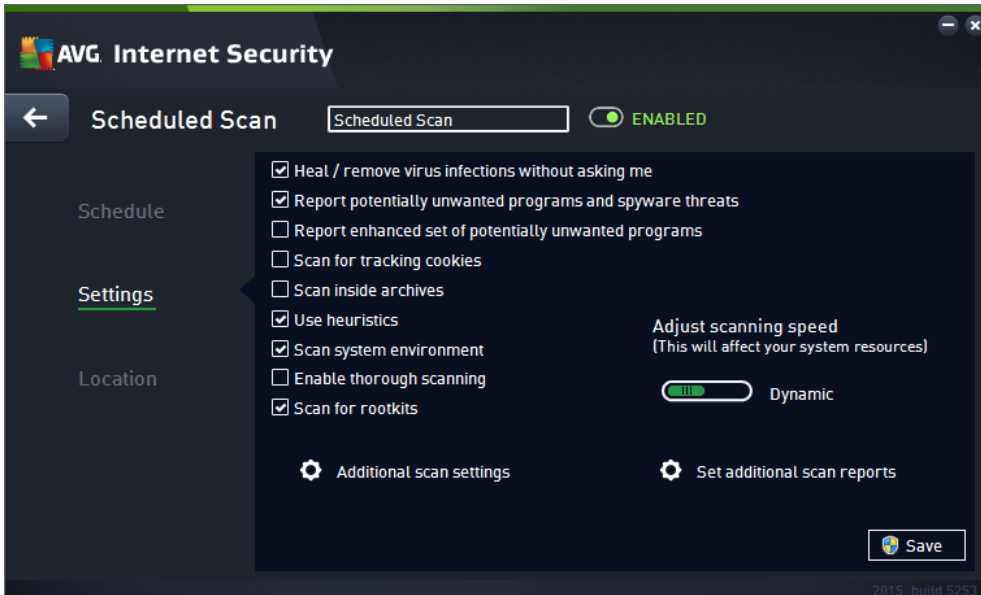 AVG. Internet Security
Scheduled Scan
Scheduled Scan
ENABLED
Schedule
Settings
Location
Heal / remove virus infections without asking me
Report potentially unwanted programs and spyware threats
Report enhanced set of potentially unwanted programs
Scan for tracking cookies
Scan inside archives
Use heuristics
Scan system environment
Enable thorough scanning
Scan for rootkits
Adjust scanning speed
(This will affect your system resources)
Dynamic
Additional scan settings
Set additional scan reports
Save
2015 build 5253